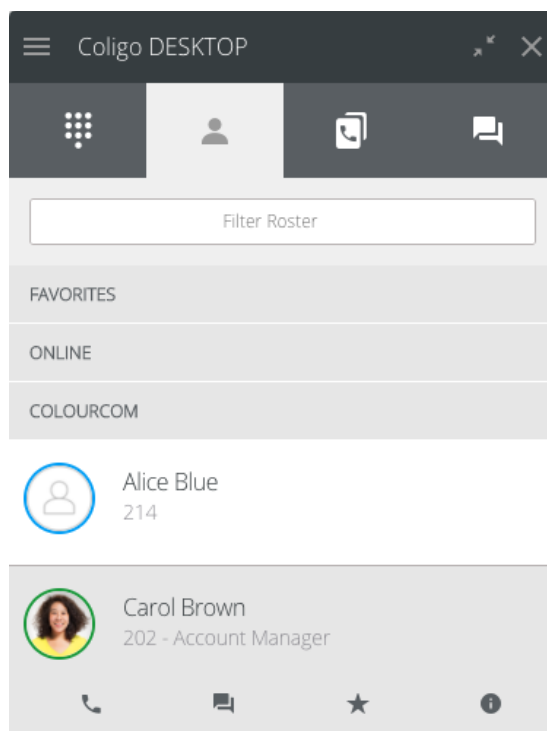 Coligo DESKTOP
Filter Roster
FAVORITES
ONLINE
COLOURCOM
Alice Blue
214
Carol Brown
202 - Account Manager